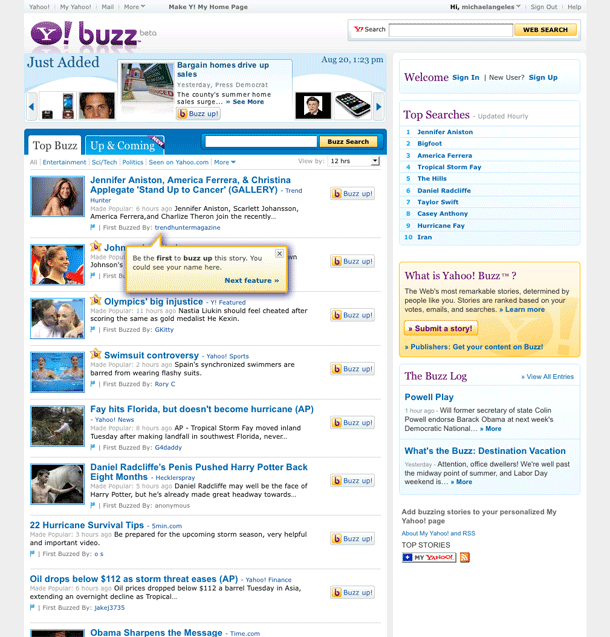 Yahoo! My Yahoo! Mail More Make Y! My Home Page Hi, michaelangeles Sign Out Help
Y! buzz beta
Y! Search WEB SEARCH
Just Added
Aug 20, 1:23 pm
Bargain homes drive up
sales
Yesterday, Press Democrat
The county's summer home
sales surge... » See More
Buzz up!
Welcome Sign In | New User? Sign Up
Top Searches - Updated Hourly
1 Jennifer Aniston
2 Bigfoot
3 America Ferrera
4 Tropical Storm Fay
5 The Hills
6 Daniel Radcliffe
7 Taylor Swift
8 Casey Anthony
9 Hurricane Fay
10 Iran
Top Buzz Up & Coming Buzz Search
All | Entertainment | Sci/Tech | Politics | Seen on Yahoo.com | More View by: 12 hrs
Jennifer Aniston, America Ferrera, & Christina
Applegate 'Stand Up to Cancer' (GALLERY) - Trend
Hunter
Made Popular: 6 hours ago Jennifer Aniston, Scarlett Johansson,
America Ferrera,and Charlize Theron join the recently...
| First Buzzed By: trendhuntermagazine
Buzz up!
Be the first to buzz up this story. You
could see your name here.
Next feature »
John
Made P
own
Johnson's
| First Buzz
Buzz up!
Olympics' big injustice - Y! Featured
Made Popular: 11 hours ago Nastia Liukin should feel cheated after
scoring the same as gold medalist He Kexin.
| First Buzzed By: GKitty
Buzz up!
Swimsuit controversy - Yahoo! Sports
Made Popular: 2 hours ago Spain's synchronized swimmers are
barred from wearing flashy suits.
| First Buzzed By: Rory C
Buzz up!
Fay hits Florida, but doesn't become hurricane (AP)
- Yahoo! News
Made Popular: 8 hours ago AP - Tropical Storm Fay moved inland
Tuesday after making landfall in southwest Florida, never...
| First Buzzed By: G4daddy
Buzz up!
Daniel Radcliffe's Penis Pushed Harry Potter Back
Eight Months - Hecklerspray
Made Popular: 5 hours ago Daniel Radcliffe may well be the face of
Harry Potter, but he's already made great headway towards...
| First Buzzed By: anonymous
Buzz up!
22 Hurricane Survival Tips - 5min.com
Made Popular: 3 hours ago Be prepared for the upcoming storm season, very helpful
and important video.
| First Buzzed By: o s
Buzz up!
Oil drops below $112 as storm threat eases (AP) - Yahoo! Finance
Made Popular: 6 hours ago Oil prices dropped below $112 a barrel Tuesday in Asia,
extending an overnight decline as Tropical...
| First Buzzed By: jakej3735
Buzz up!
Obama Sharpens the Message - Time.com
What is Yahoo! Buzz™ ?
The Web's most remarkable stories, determined by
people like you. Stories are ranked based on your
votes, emails, and searches. » Learn more
» Submit a story!
» Publishers: Get your content on Buzz!
The Buzz Log » View All Entries
Powell Play
1 hour ago - Will former secretary of state Colin
Powell endorse Barack Obama at next week's
Democratic National... » More
What's the Buzz: Destination Vacation
Yesterday - Attention, office dwellers! We're well past
the midway point of summer, and Labor Day
weekend is... » More
Add buzzing stories to your personalized My
Yahoo! page
About My Yahoo! and RSS
TOP STORIES
MY YAHOO!